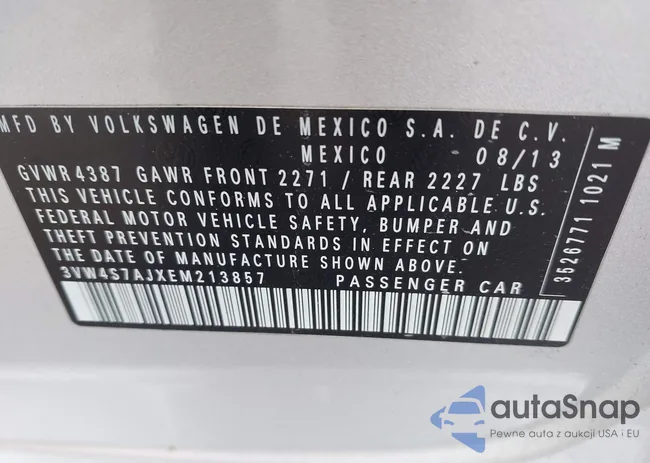 MFD BY VOLKSWAGEN DE MEXICO S.A. DE C.V.
MEXICO 08/13
GVWR 4387 GAWR FRONT 2271 / REAR 2227 LBS
THIS VEHICLE CONFORMS TO ALL APPLICABLE U.S.
FEDERAL MOTOR VEHICLE SAFETY, BUMPER AND
THEFT PREVENTION STANDARDS IN EFFECT ON
THE DATE OF MANUFACTURE SHOWN ABOVE.
3VW4S7AJXEM213857 PASSENGER CAR
3526771 1021 M
autaSnap
Pewne auta z aukcji USA i EU